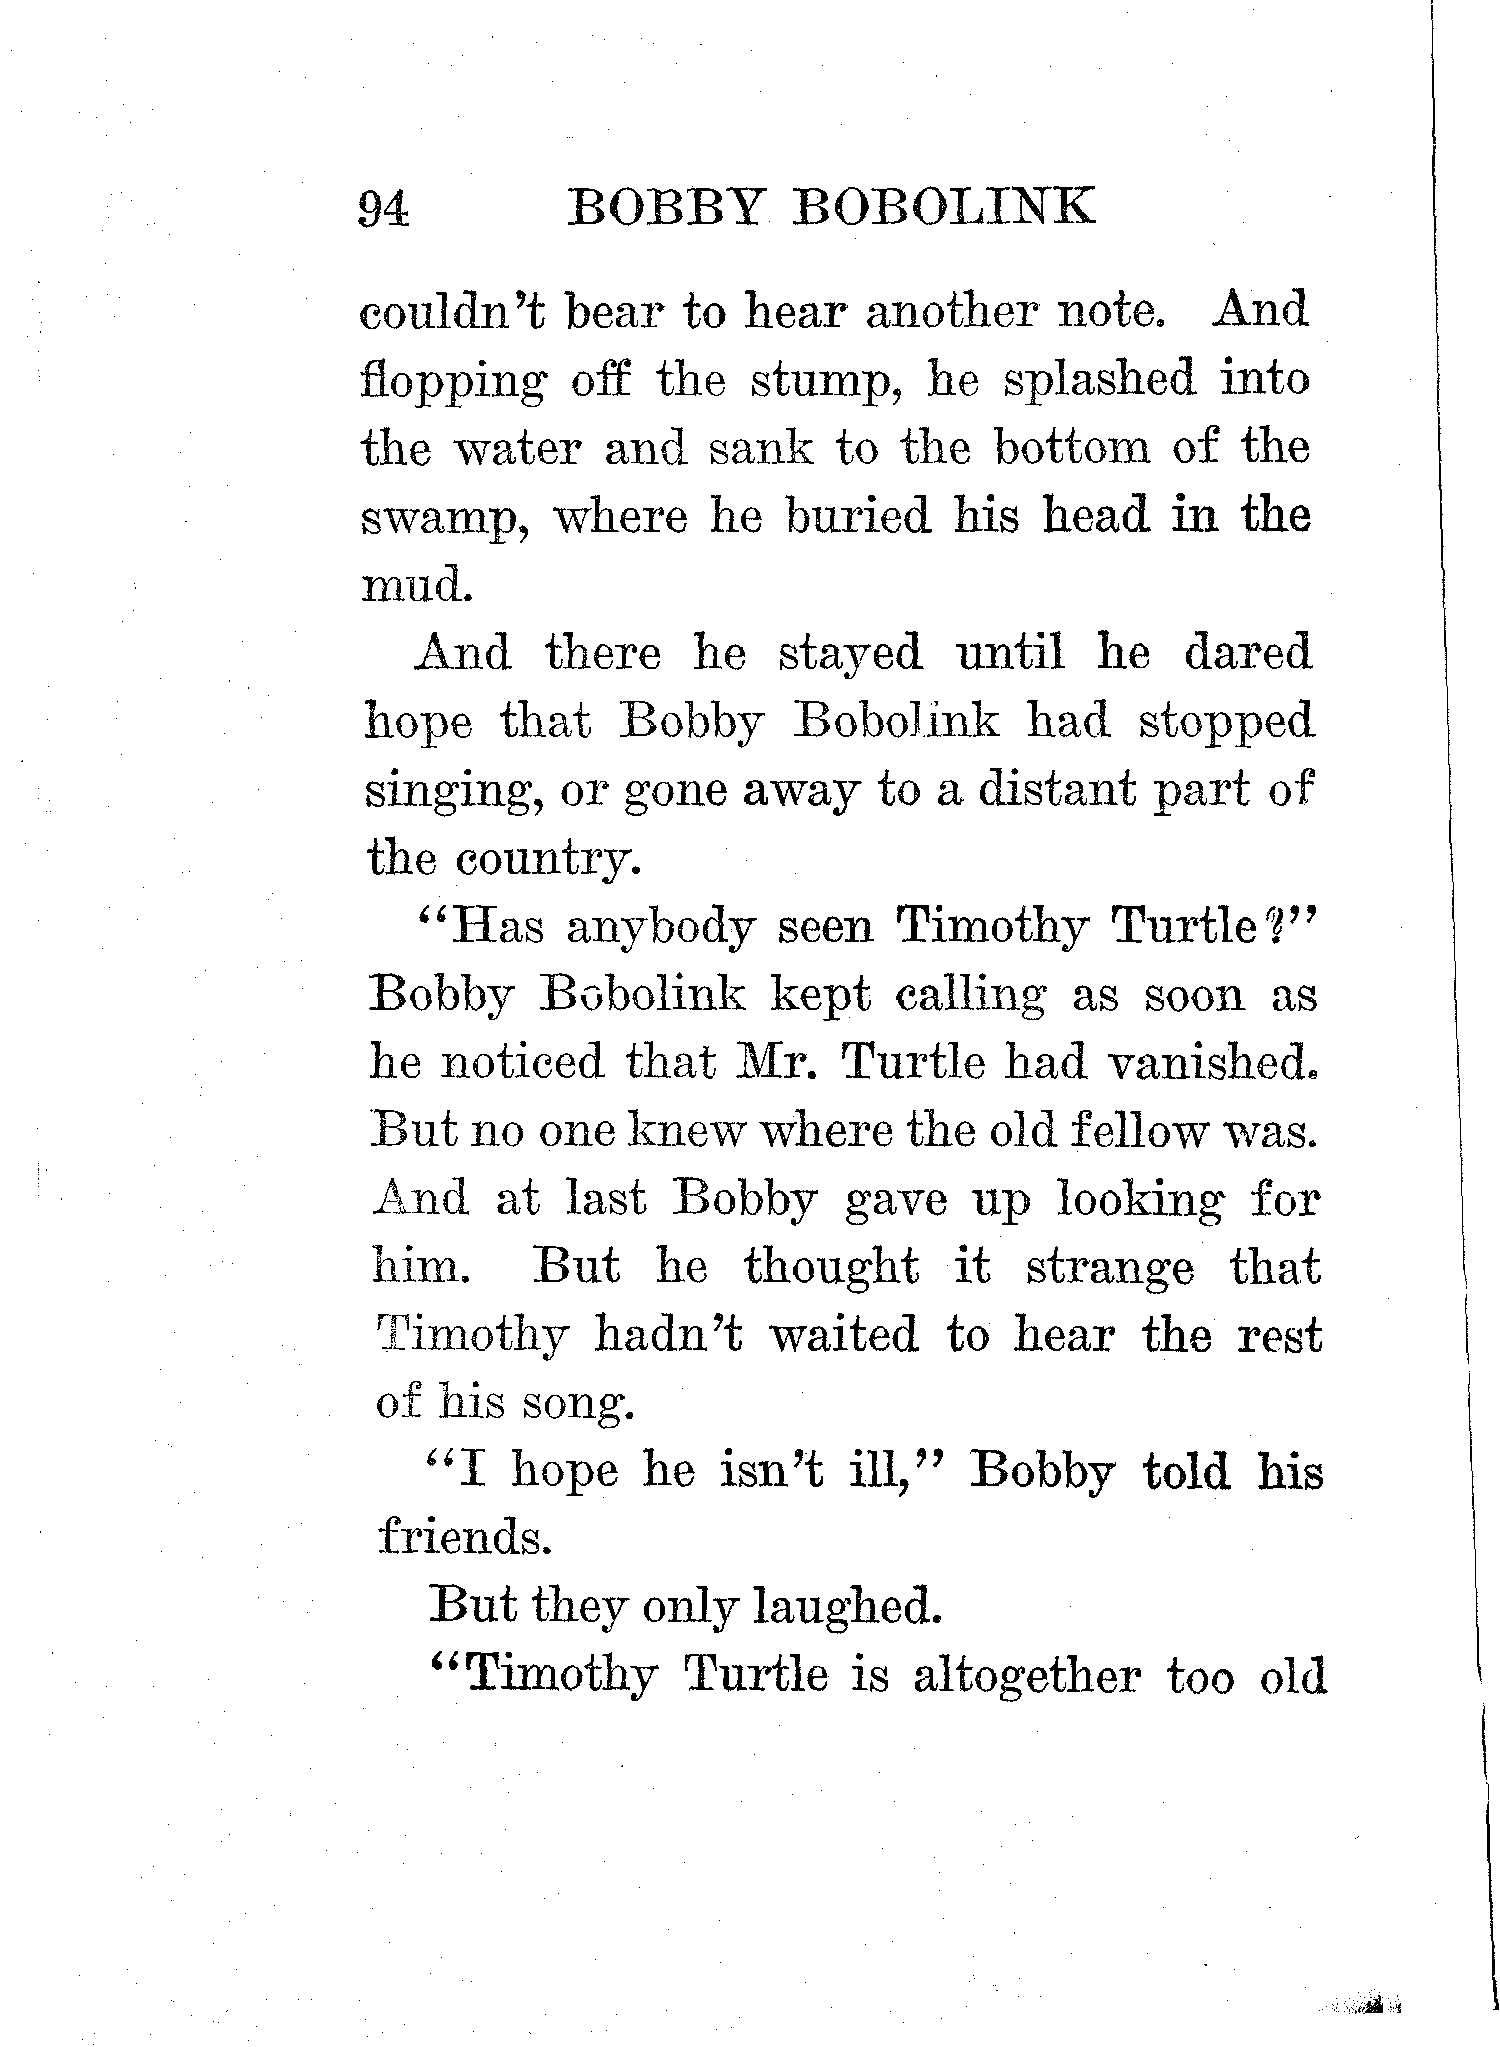 94 BOBBY BOBOLINK
couldn't bear to hear another note. And
flopping off the stump, he splashed into
the water and sank to the bottom of the
swamp, where he buried his head in the
mud.
And there he stayed until he dared
hope that Bobby Bobolink had stopped
singing, or gone away to a distant part of
the country.
"Has anybody seen Timothy Turtle?"
Bobby Bobolink kept calling as soon as
he noticed that Mr. Turtle had vanished.
But no one knew where the old fellow was.
And at last Bobby gave up looking for
him. But he thought it strange that
Timothy hadn't waited to hear the rest
of his song.
"I hope he isn't ill," Bobby told his
friends.
But they only laughed.
"Timothy Turtle is altogether too old